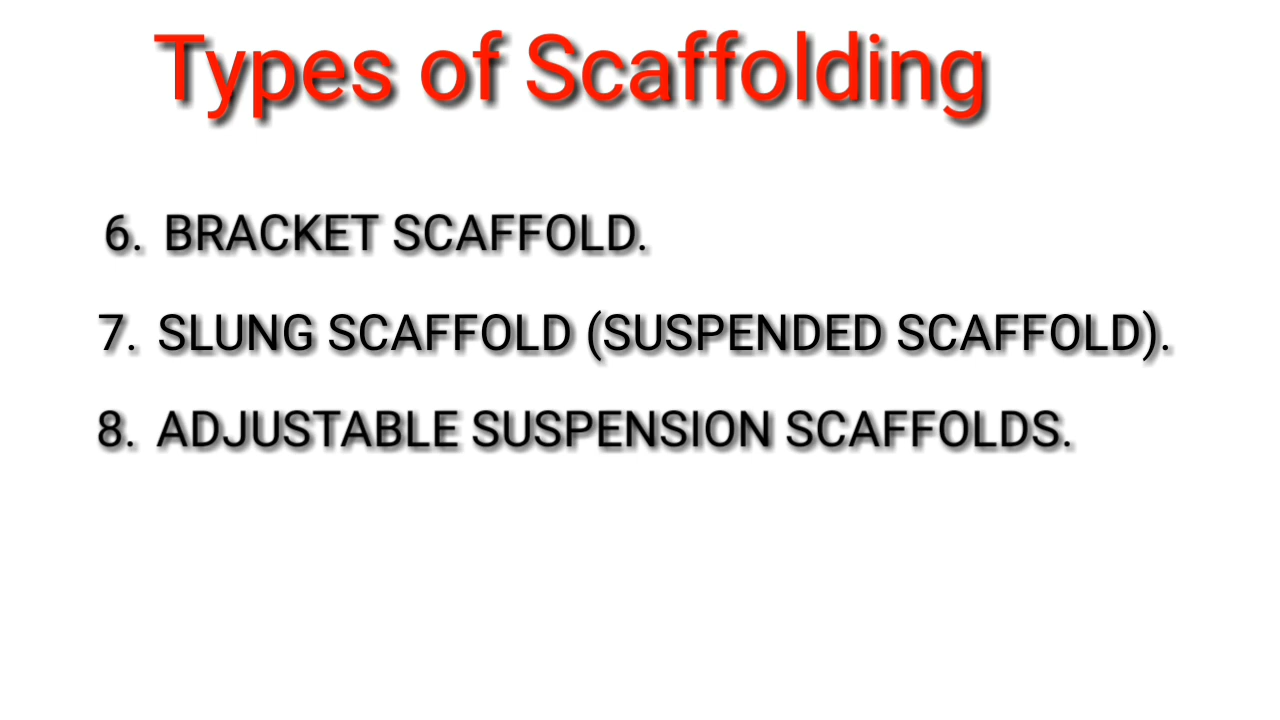 Types of Scaffolding
6. BRACKET SCAFFOLD.
7. SLUNG SCAFFOLD (SUSPENDED SCAFFOLD).
8. ADJUSTABLE SUSPENSION SCAFFOLDS.